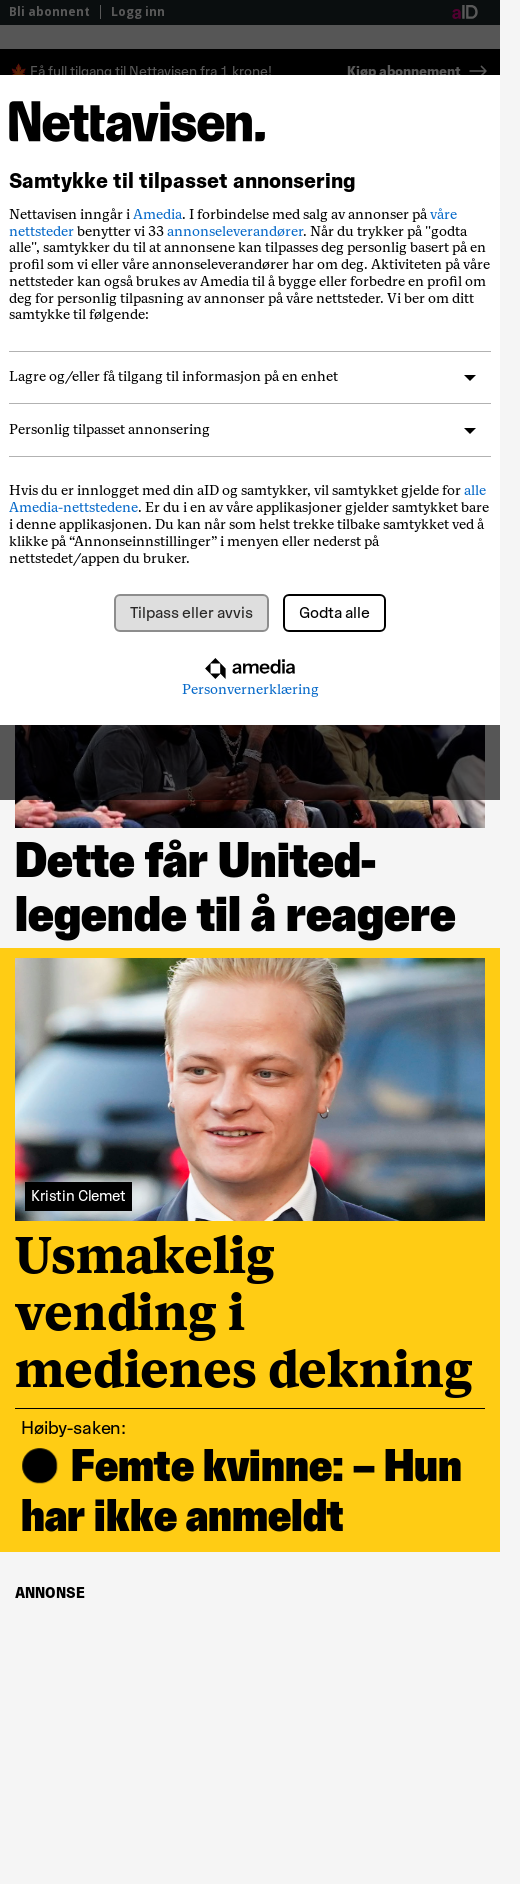 Bli abonnent | Logg inn aID
🍁 Få full tilgang til Nettavisen fra 1 krone! Kjøp abonnement →
Nettavisen.
Samtykke til tilpasset annonsering
Nettavisen inngår i Amedia. I forbindelse med salg av annonser på våre
nettsteder benytter vi 33 annonseleverandører. Når du trykker på "godta
alle", samtykker du til at annonsene kan tilpasses deg personlig basert på en
profil som vi eller våre annonseleverandører har om deg. Aktiviteten på våre
nettsteder kan også brukes av Amedia til å bygge eller forbedre en profil om
deg for personlig tilpasning av annonser på våre nettsteder. Vi ber om ditt
samtykke til følgende:
Lagre og/eller få tilgang til informasjon på en enhet
Personlig tilpasset annonsering
Hvis du er innlogget med din aID og samtykker, vil samtykket gjelde for alle
Amedia-nettstedene. Er du i en av våre applikasjoner gjelder samtykket bare
i denne applikasjonen. Du kan når som helst trekke tilbake samtykket ved å
klikke på “Annonseinnstillinger” i menyen eller nederst på
nettstedet/appen du bruker.
Tilpass eller avvis Godta alle
amedia
Personvernerklæring
Dette får United-
legende til å reagere
Kristin Clemet
Usmakelig
vending i
medienes dekning
Høiby-saken:
● Femte kvinne: – Hun
har ikke anmeldt
ANNONSE